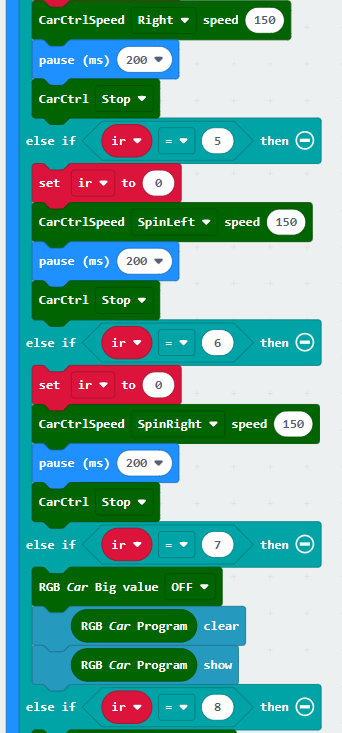 CarCtrlSpeed Right speed 150
pause (ms) 200
CarCtrl Stop
else if ir = 5 then
set ir to 0
CarCtrlSpeed SpinLeft speed 150
pause (ms) 200
CarCtrl Stop
else if ir = 6 then
set ir to 0
CarCtrlSpeed SpinRight speed 150
pause (ms) 200
CarCtrl Stop
else if ir = 7 then
RGB Car Big value OFF
RGB Car Program clear
RGB Car Program show
else if ir = 8 then